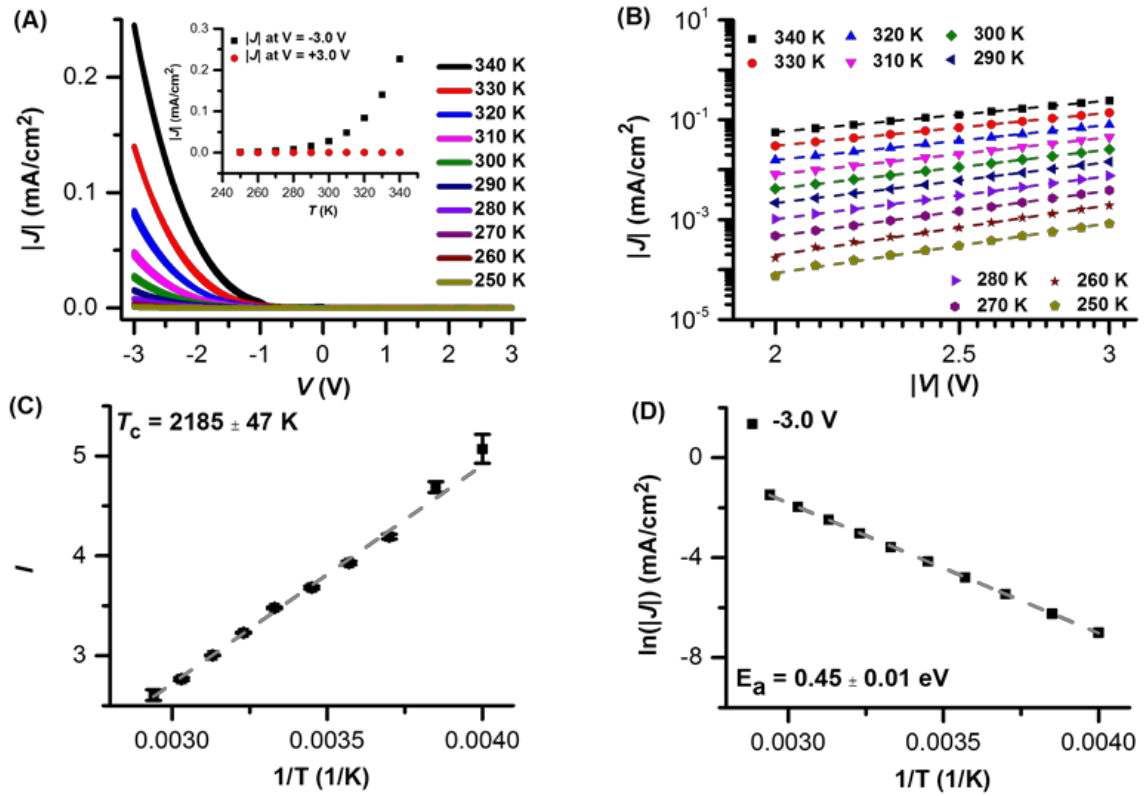 (A)
|J| (mA/cm²)
0.2
0.1
0.0
-3 -2 -1 0 1 2 3
V (V)
|J| at V = -3.0 V
|J| at V = +3.0 V
|J| (mA/cm²)
0.3
0.2
0.1
0.0
240 260 280 300 320 340
T (K)
340 K
330 K
320 K
310 K
300 K
290 K
280 K
270 K
260 K
250 K
(B)
|J| (mA/cm²)
10¹
10⁻¹
10⁻³
10⁻⁵
340 K 320 K 300 K
330 K 310 K 290 K
280 K 260 K
270 K 250 K
2 2.5 3
|V| (V)
(C)
T_c = 2185 ± 47 K
l
5
4
3
0.0030 0.0035 0.0040
1/T (1/K)
(D)
-3.0 V
ln(|J|) (mA/cm²)
0
-4
-8
E_a = 0.45 ± 0.01 eV
0.0030 0.0035 0.0040
1/T (1/K)